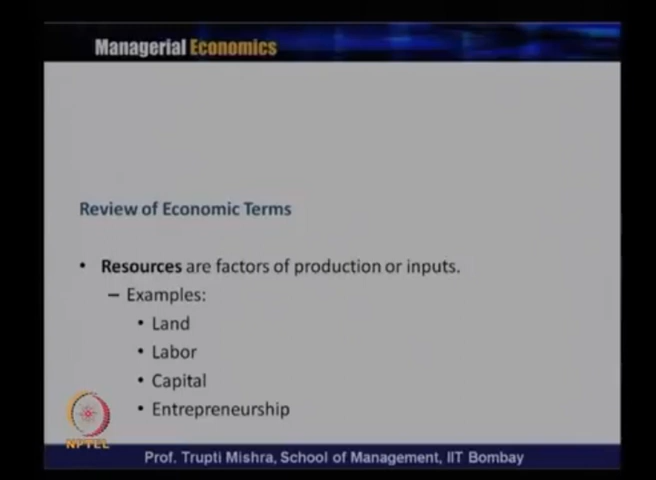 Managerial Economics
Review of Economic Terms
• Resources are factors of production or inputs.
– Examples:
• Land
• Labor
• Capital
• Entrepreneurship
NPTEL
Prof. Trupti Mishra, School of Management, IIT Bombay